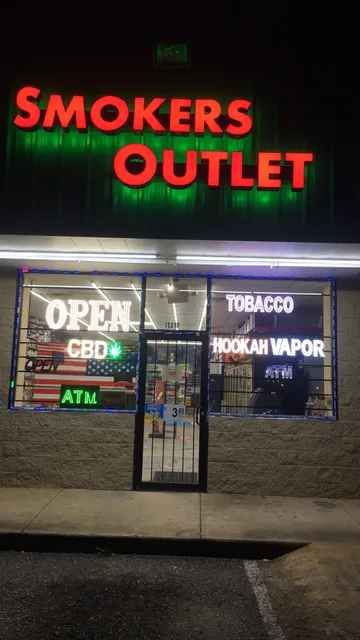 SMOKERS
OUTLET
OPEN
TOBACCO
CBD
HOOKAH VAPOR
OPEN
ATM
ATM